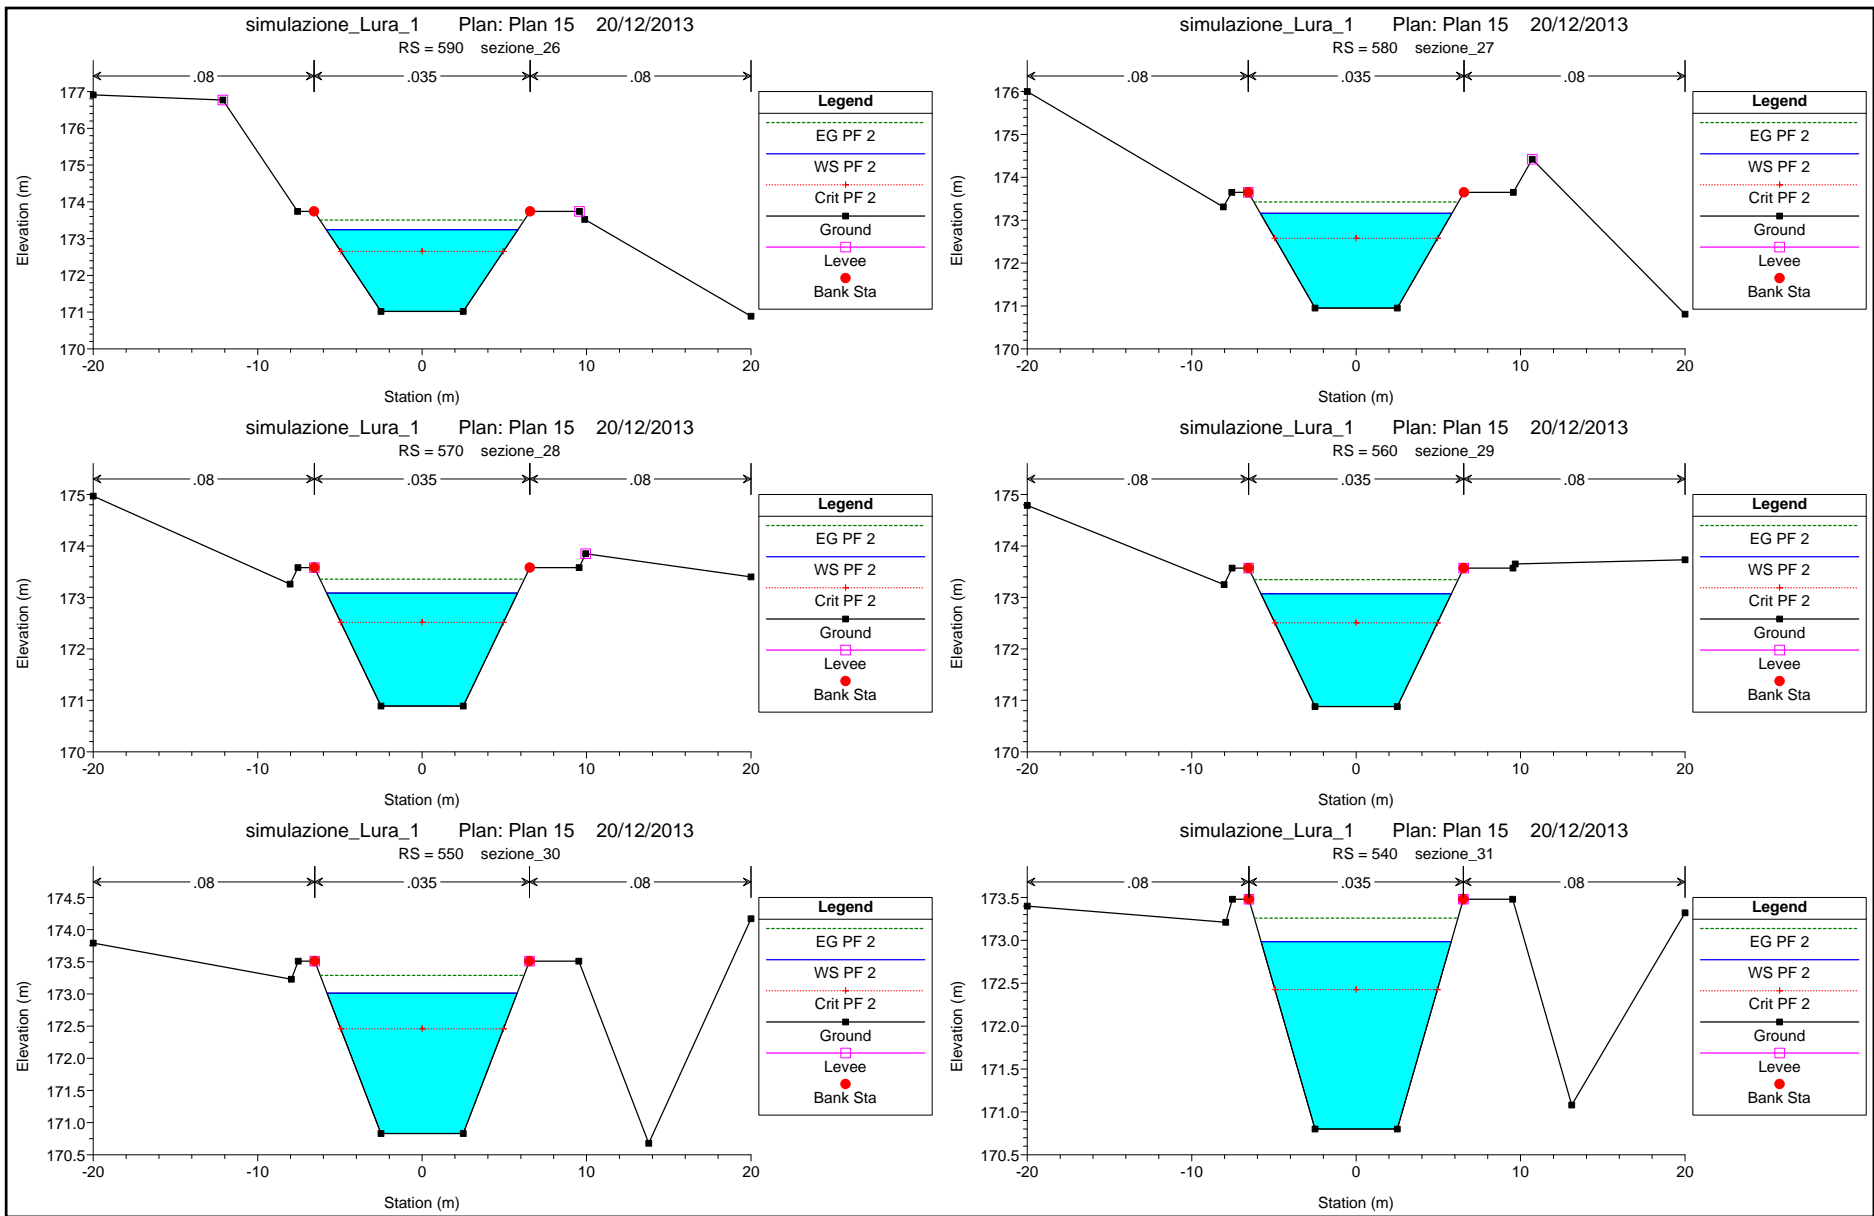 simulazione_Lura_1 Plan: Plan 15 20/12/2013
RS = 590 sezione_26
.08 .035 .08
177
176
175
174
173
172
171
170
-20 -10 0 10 20
Elevation (m)
Station (m)
Legend
EG PF 2
WS PF 2
Crit PF 2
Ground
Levee
Bank Sta
simulazione_Lura_1 Plan: Plan 15 20/12/2013
RS = 580 sezione_27
.08 .035 .08
176
175
174
173
172
171
170
-20 -10 0 10 20
Elevation (m)
Station (m)
Legend
EG PF 2
WS PF 2
Crit PF 2
Ground
Levee
Bank Sta
simulazione_Lura_1 Plan: Plan 15 20/12/2013
RS = 570 sezione_28
.08 .035 .08
175
174
173
172
171
170
-20 -10 0 10 20
Elevation (m)
Station (m)
Legend
EG PF 2
WS PF 2
Crit PF 2
Ground
Levee
Bank Sta
simulazione_Lura_1 Plan: Plan 15 20/12/2013
RS = 560 sezione_29
.08 .035 .08
175
174
173
172
171
170
-20 -10 0 10 20
Elevation (m)
Station (m)
Legend
EG PF 2
WS PF 2
Crit PF 2
Ground
Levee
Bank Sta
simulazione_Lura_1 Plan: Plan 15 20/12/2013
RS = 550 sezione_30
.08 .035 .08
174.5
174.0
173.5
173.0
172.5
172.0
171.5
171.0
170.5
-20 -10 0 10 20
Elevation (m)
Station (m)
Legend
EG PF 2
WS PF 2
Crit PF 2
Ground
Levee
Bank Sta
simulazione_Lura_1 Plan: Plan 15 20/12/2013
RS = 540 sezione_31
.08 .035 .08
173.5
173.0
172.5
172.0
171.5
171.0
170.5
-20 -10 0 10 20
Elevation (m)
Station (m)
Legend
EG PF 2
WS PF 2
Crit PF 2
Ground
Levee
Bank Sta